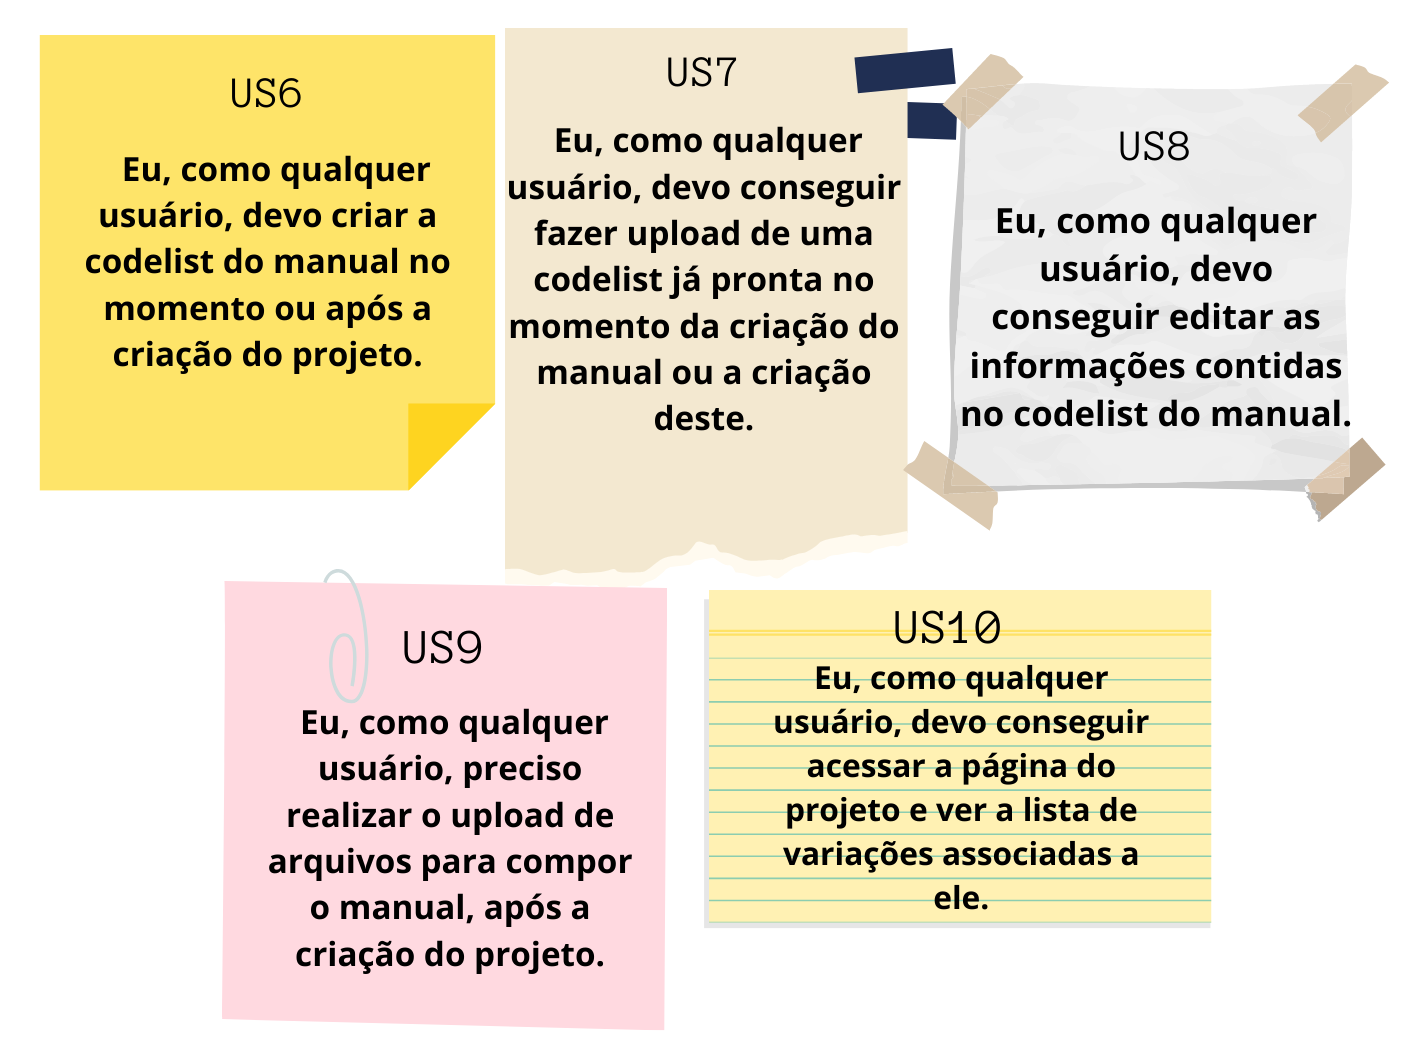 US6
Eu, como qualquer
usuário, devo criar a
codelist do manual no
momento ou após a
criação do projeto.
US7
Eu, como qualquer
usuário, devo conseguir
fazer upload de uma
codelist já pronta no
momento da criação do
manual ou a criação
deste.
US8
Eu, como qualquer
usuário, devo
conseguir editar as
informações contidas
no codelist do manual.
US9
Eu, como qualquer
usuário, preciso
realizar o upload de
arquivos para compor
o manual, após a
criação do projeto.
US10
Eu, como qualquer
usuário, devo conseguir
acessar a página do
projeto e ver a lista de
variações associadas a
ele.